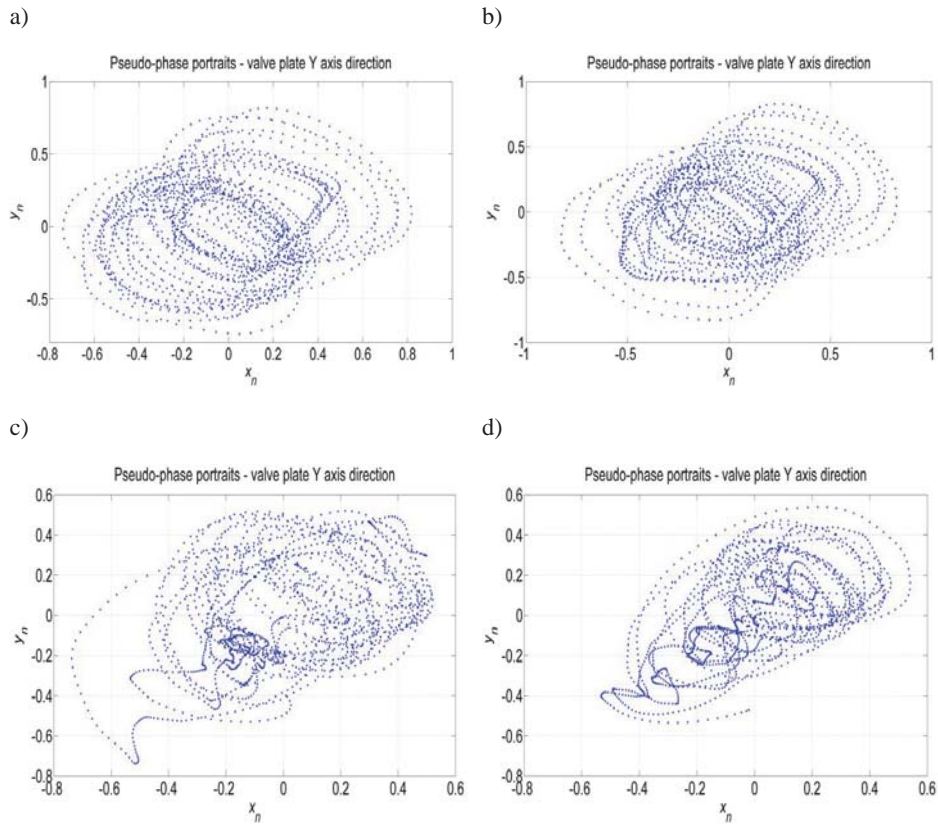 a)
Pseudo-phase portraits - valve plate Y axis direction
1
0.5
0
-0.5
-0.8 -0.6 -0.4 -0.2 0 0.2 0.4 0.6 0.8 1
y_n
x_n
b)
Pseudo-phase portraits - valve plate Y axis direction
1
0.5
0
-0.5
-1
-1 -0.5 0 0.5 1
y_n
x_n
c)
Pseudo-phase portraits - valve plate Y axis direction
0.6
0.4
0.2
0
-0.2
-0.4
-0.6
-0.8
-0.8 -0.6 -0.4 -0.2 0 0.2 0.4 0.6
y_n
x_n
d)
Pseudo-phase portraits - valve plate Y axis direction
0.6
0.4
0.2
0
-0.2
-0.4
-0.6
-0.8
-0.8 -0.6 -0.4 -0.2 0 0.2 0.4 0.6
y_n
x_n